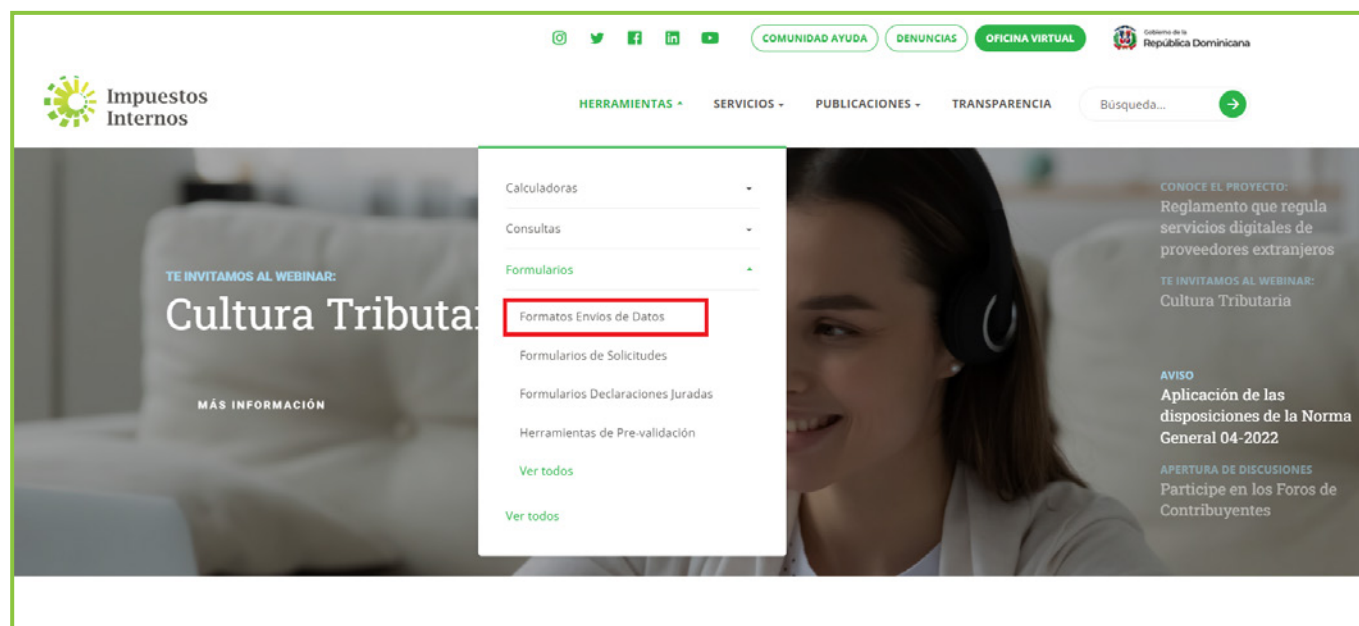 COMUNIDAD AYUDA
DENUNCIAS
OFICINA VIRTUAL
Gobierno de la
República Dominicana
Impuestos
Internos
HERRAMIENTAS
SERVICIOS
PUBLICACIONES
TRANSPARENCIA
Búsqueda...
Calculadoras
Consultas
Formularios
Formatos Envíos de Datos
Formularios de Solicitudes
Formularios Declaraciones Juradas
Herramientas de Pre-validación
Ver todos
Ver todos
TE INVITAMOS AL WEBINAR:
Cultura Tributa
MÁS INFORMACIÓN
CONOCE EL PROYECTO:
Reglamento que regula
servicios digitales de
proveedores extranjeros
TE INVITAMOS AL WEBINAR:
Cultura Tributaria
AVISO
Aplicación de las
disposiciones de la Norma
General 04-2022
APERTURA DE DISCUSIONES
Participe en los Foros de
Contribuyentes